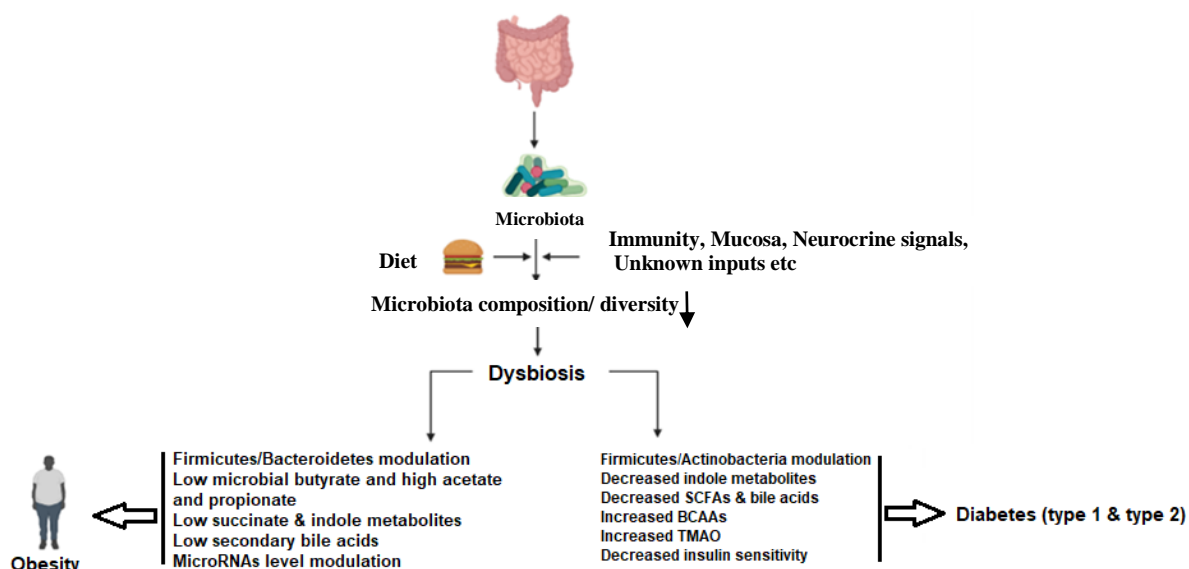 Microbiota
Diet
Immunity, Mucosa, Neurocrine signals,
Unknown inputs etc
Microbiota composition/ diversity
Dysbiosis
Firmicutes/Bacteroidetes modulation
Low microbial butyrate and high acetate
and propionate
Low succinate & indole metabolites
Low secondary bile acids
MicroRNAs level modulation
Obesity
Firmicutes/Actinobacteria modulation
Decreased indole metabolites
Decreased SCFAs & bile acids
Increased BCAAs
Increased TMAO
Decreased insulin sensitivity
Diabetes (type 1 & type 2)